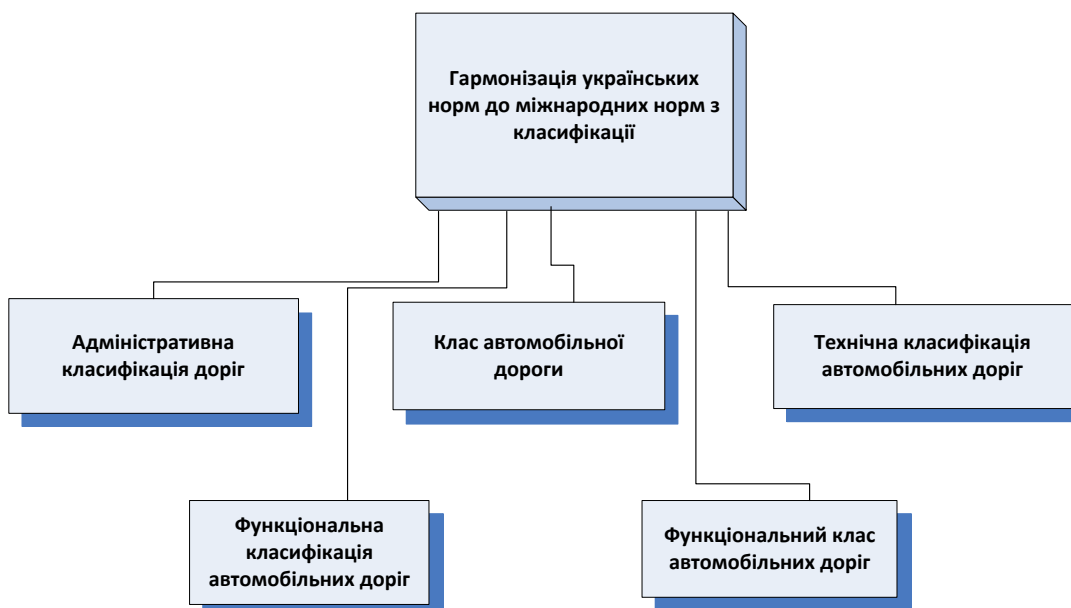 Гармонізація українських
норм до міжнародних норм з
класифікації
Адміністративна
класифікація доріг
Клас автомобільної
дороги
Технічна класифікація
автомобільних доріг
Функціональна
класифікація
автомобільних доріг
Функціональний клас
автомобільних доріг